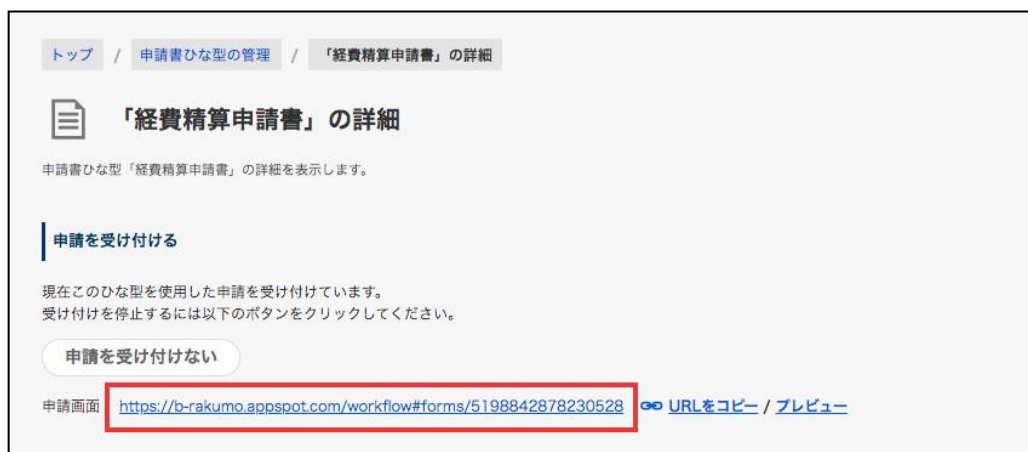 トップ / 申請書ひな型の管理 / 「経費精算申請書」の詳細
「経費精算申請書」の詳細
申請書ひな型「経費精算申請書」の詳細を表示します。
申請を受け付ける
現在このひな型を使用した申請を受け付けています。
受け付けを停止するには以下のボタンをクリックしてください。
申請を受け付けない
申請画面 https://b-rakumo.appspot.com/workflow#forms/5198842878230528 URLをコピー / プレビュー